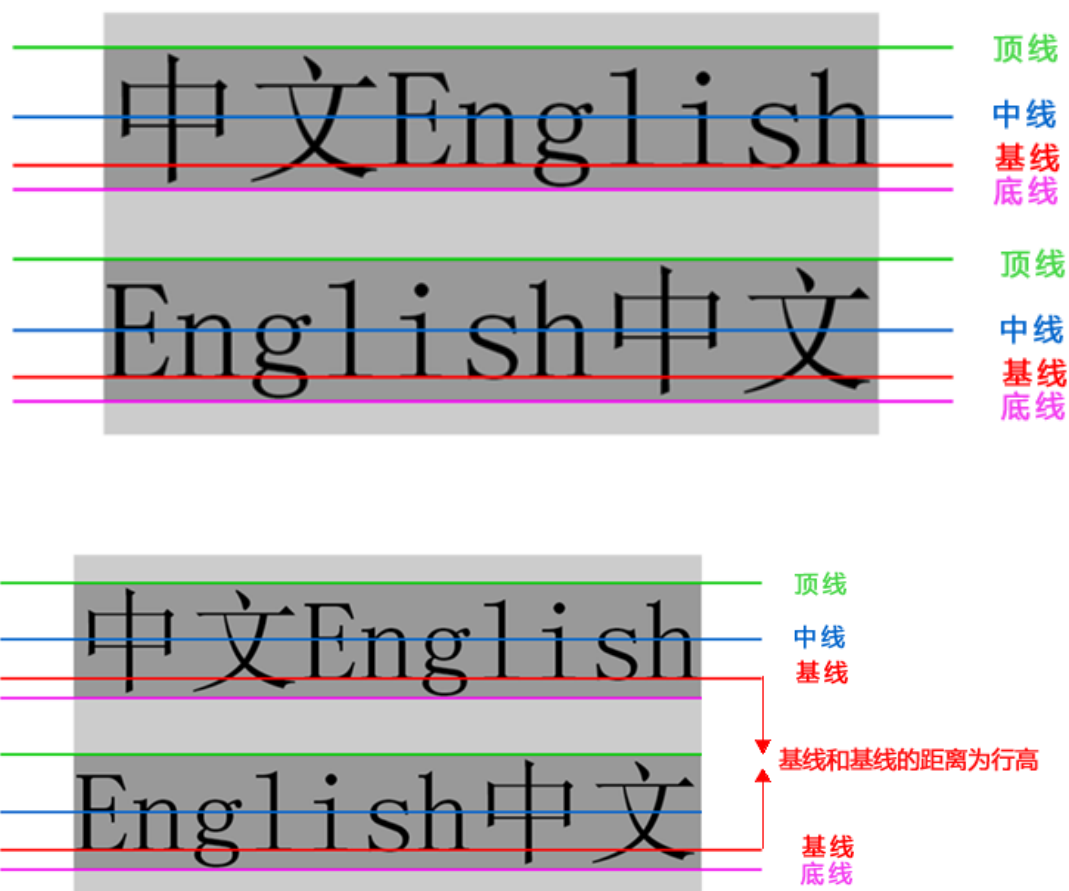 顶线
中文English
中线
基线
底线
顶线
English中文
中线
基线
底线
顶线
中文English
中线
基线
基线和基线的距离为行高
English中文
基线
底线